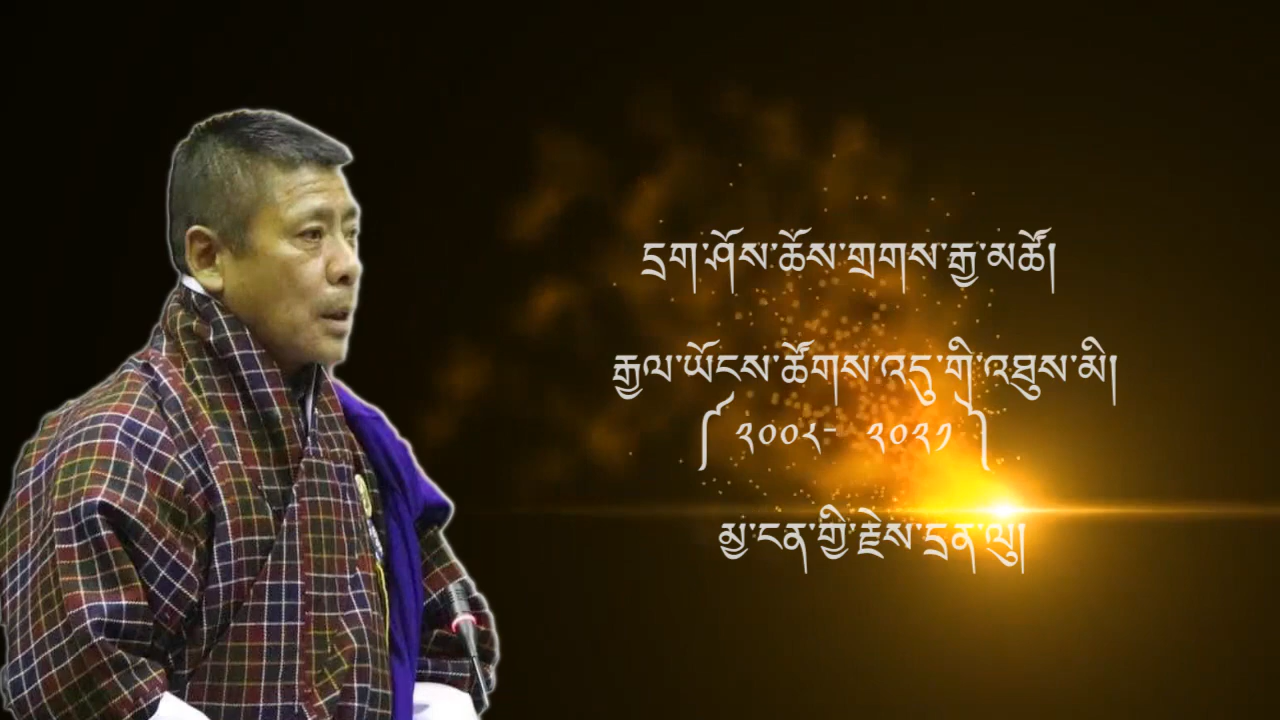 དྲག་ཤོས་ཆོས་གྲགས་རྒྱ་མཚོ།
རྒྱལ་ཡོངས་ཚོགས་འདུ་གྲི་འཐུས་མི།
༼ ༢༠༠༨- ༢༠༢༡ ༽
མྱ་ངན་གྱི་རྗེས་དྲན་ལུ།